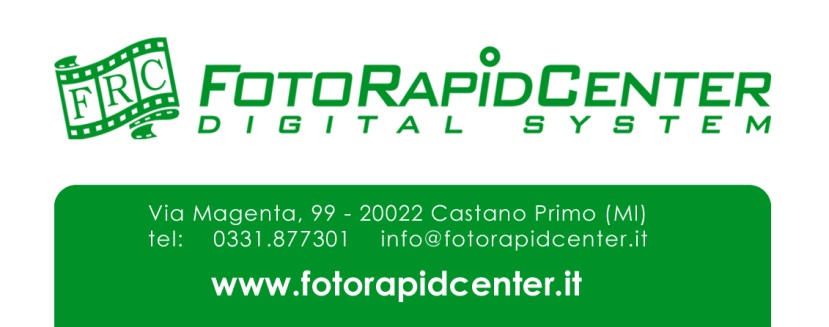 FRC
FOTORAPIDCENTER
DIGITAL SYSTEM
Via Magenta, 99 - 20022 Castano Primo (MI)
tel: 0331.877301 info@fotorapidcenter.it
www.fotorapidcenter.it